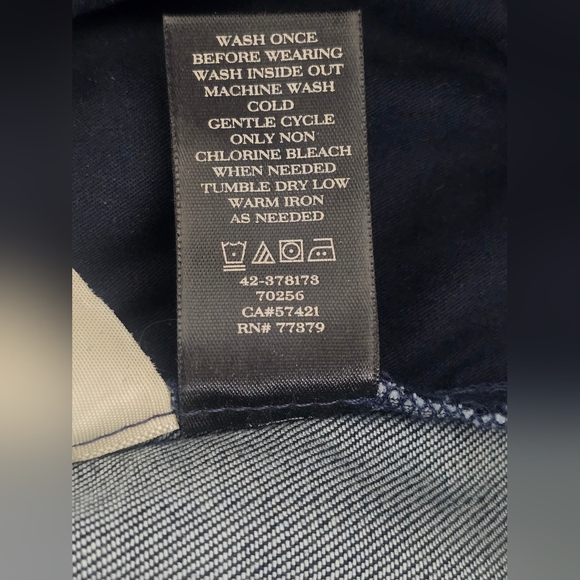 WASH ONCE
BEFORE WEARING
WASH INSIDE OUT
MACHINE WASH
COLD
GENTLE CYCLE
ONLY NON
CHLORINE BLEACH
WHEN NEEDED
TUMBLE DRY LOW
WARM IRON
AS NEEDED
42-378173
70256
CA#57421
RN# 77379